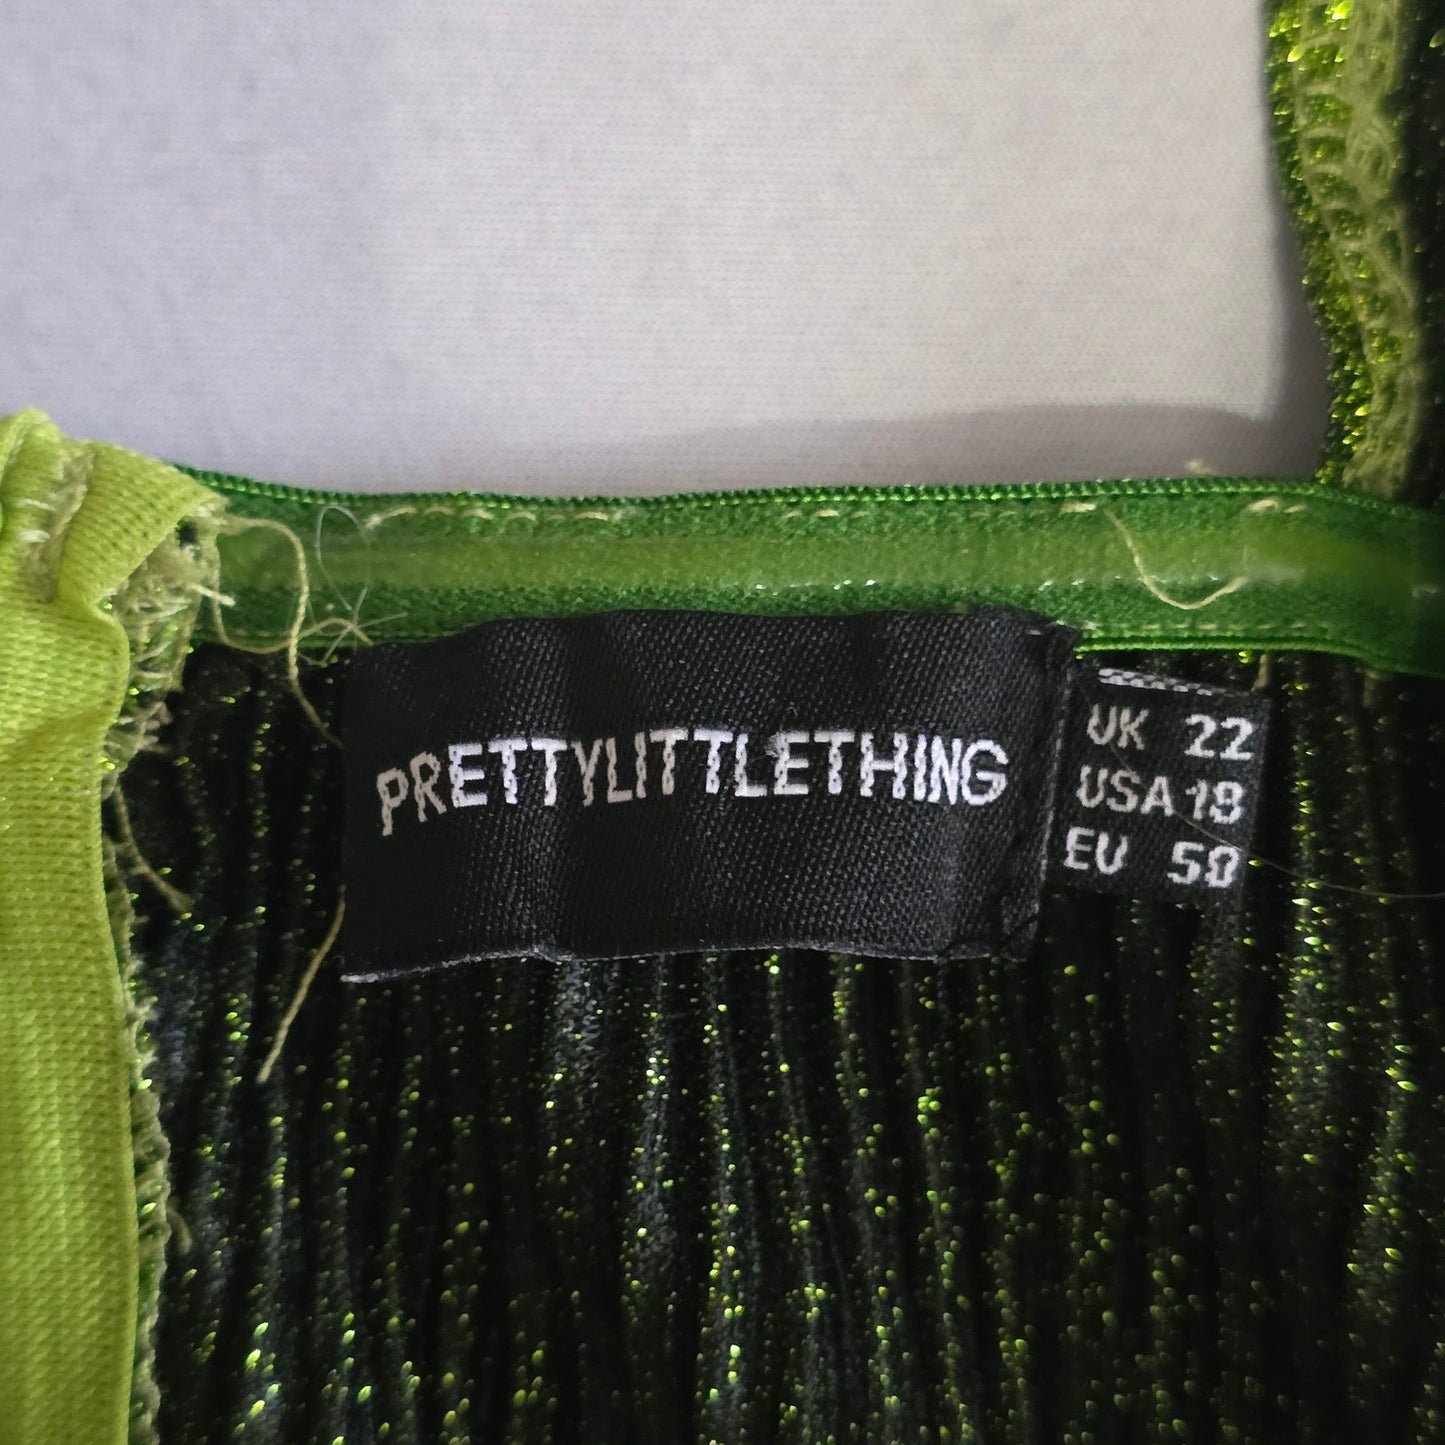 PRETTYLITTLETHING
UK 22
USA 18
EU 50